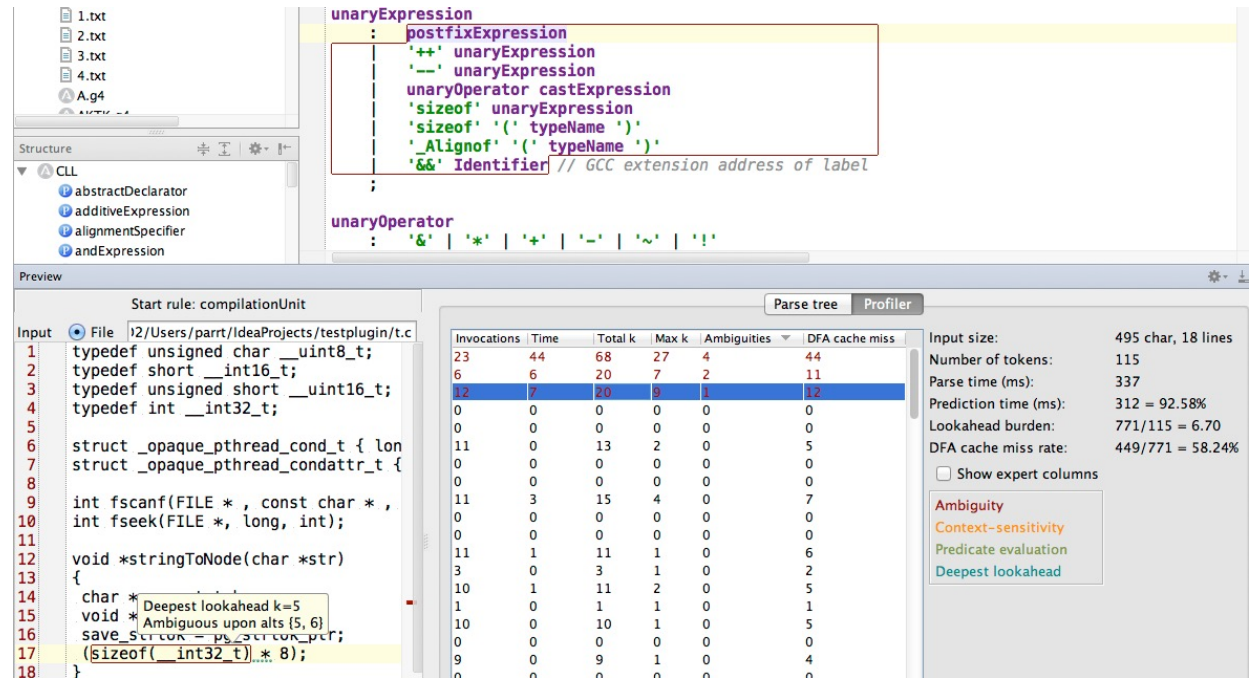 1.txt
2.txt
3.txt
4.txt
A.g4
Structure
CLL
abstractDeclarator
additiveExpression
alignmentSpecifier
andExpression
unaryExpression
: postfixExpression
| '++' unaryExpression
| '--' unaryExpression
| unaryOperator castExpression
| 'sizeof' unaryExpression
| 'sizeof' '(' typeName ')'
| '_Alignof' '(' typeName ')'
| '&&' Identifier // GCC extension address of label
;
unaryOperator
: '&' | '*' | '+' | '-' | '~' | '!'
Preview
Start rule: compilationUnit
Input File )2/Users/parrt/IdeaProjects/testplugin/t.c
1 typedef unsigned char __uint8_t;
2 typedef short __int16_t;
3 typedef unsigned short __uint16_t;
4 typedef int __int32_t;
5
6 struct _opaque_pthread_cond_t { lon
7 struct _opaque_pthread_condattr_t {
8
9 int fscanf(FILE * , const char * ,
10 int fseek(FILE *, long, int);
11
12 void *stringToNode(char *str)
13 {
14 char *
15 void *
16 save_strtok = pg_strtok_ptr;
17 (sizeof(__int32_t) * 8);
18 }
Deepest lookahead k=5
Ambiguous upon alts {5, 6}
Parse tree Profiler
Invocations Time Total k Max k Ambiguities DFA cache miss
23 44 68 27 4 44
6 6 20 7 2 11
12 7 20 9 1 12
0 0 0 0 0 0
0 0 0 0 0 0
11 0 13 2 0 5
0 0 0 0 0 0
0 0 0 0 0 0
11 3 15 4 0 7
0 0 0 0 0 0
0 0 0 0 0 0
11 1 11 1 0 6
3 0 3 1 0 2
10 1 11 2 0 5
1 0 1 1 0 1
10 0 10 1 0 5
0 0 0 0 0 0
9 0 9 1 0 4
0 0 0 0 0 0
Input size: 495 char, 18 lines
Number of tokens: 115
Parse time (ms): 337
Prediction time (ms): 312 = 92.58%
Lookahead burden: 771/115 = 6.70
DFA cache miss rate: 449/771 = 58.24%
Show expert columns
Ambiguity
Context-sensitivity
Predicate evaluation
Deepest lookahead